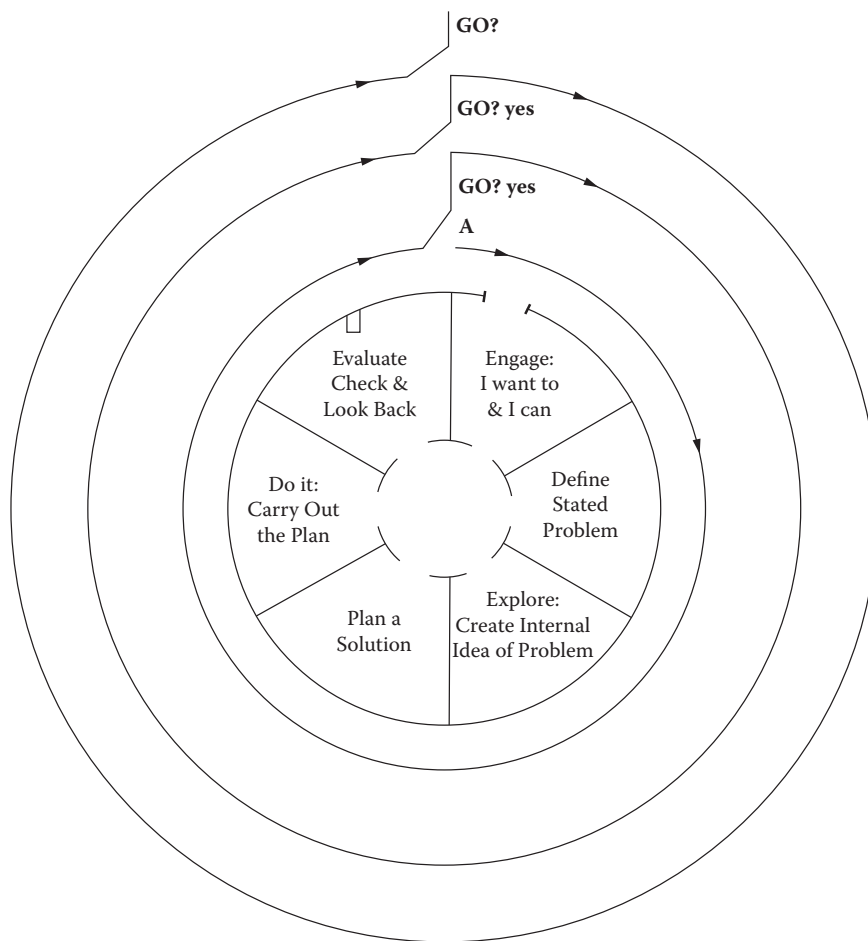 GO?
GO? yes
GO? yes
A
Evaluate
Check &
Look Back
Engage:
I want to
& I can
Do it:
Carry Out
the Plan
Define
Stated
Problem
Plan a
Solution
Explore:
Create Internal
Idea of Problem